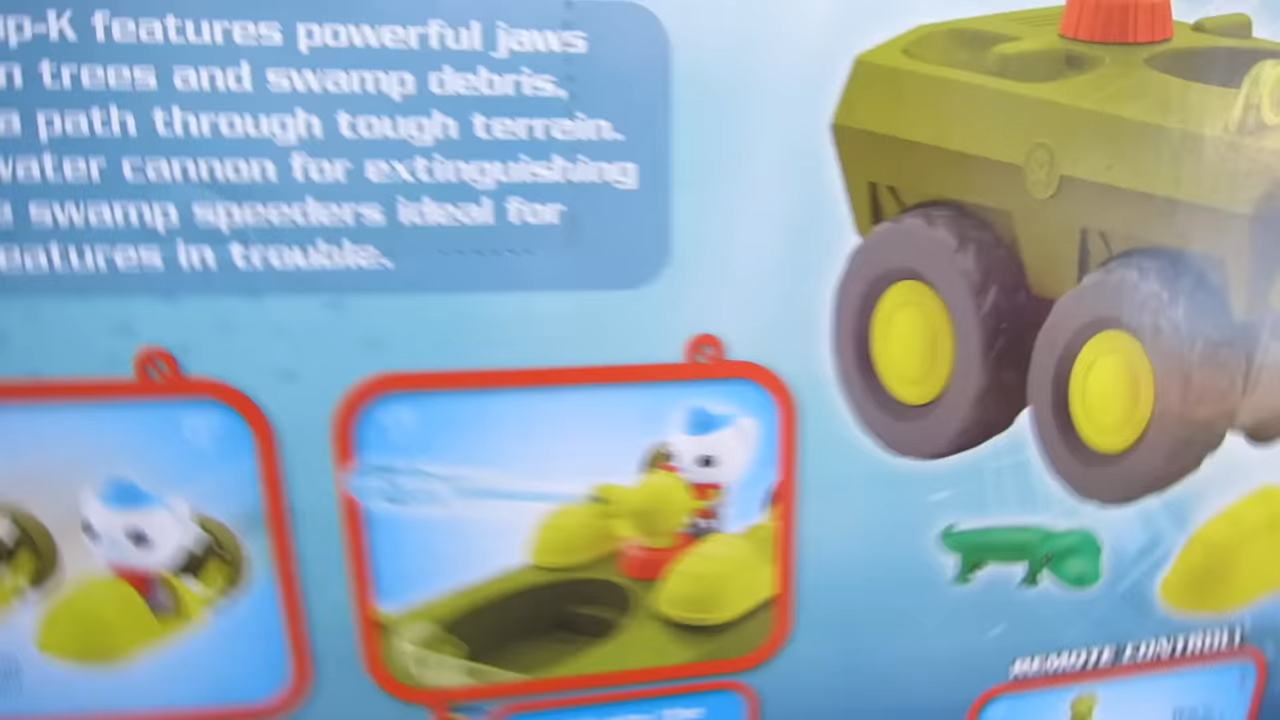 up-K features powerful jaws
n trees and swamp debris.
a path through tough terrain.
water cannon for extinguishing
a swamp speeders ideal for
eatures in trouble.
REMOTE CONTROL!